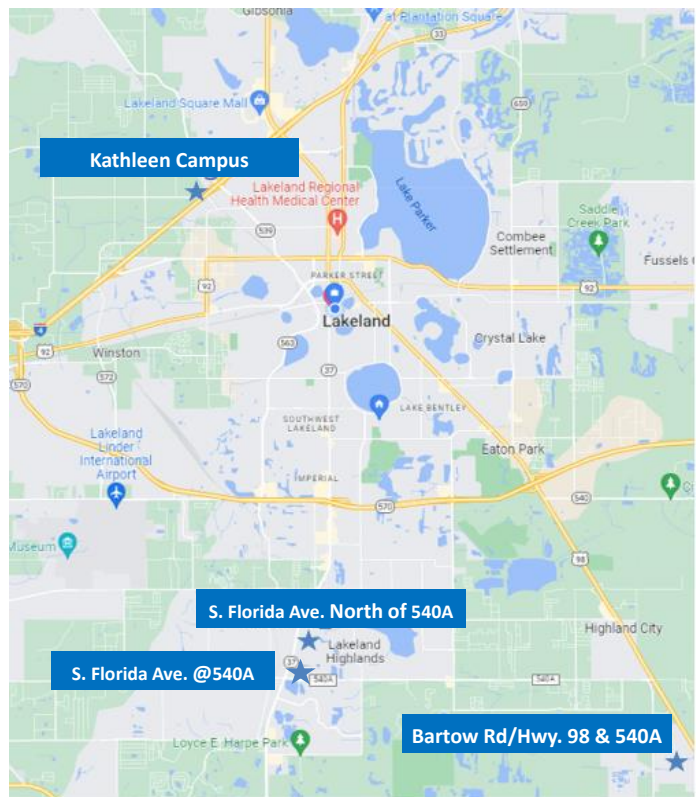 Gibsonia
at Plantation Square
33
Lakeland Square Mall
650
Kathleen Campus
Lakeland Regional
Health Medical Center
Lake Parker
Saddle
Creek Park
539
Combee
Settlement
Fussels
PARKER STREET
92
92
Lakeland
4
563
Crystal Lake
92
Winston
37
570
572
LAKE BENTLEY
SOUTHWEST
LAKELAND
Lakeland
Linder
International
Airport
Eaton Park
IMPERIAL
570
540
Museum
98
S. Florida Ave. North of 540A
Highland City
Lakeland
Highlands
37
S. Florida Ave. @540A
540A
540A
Loyce E. Harpe Park
Bartow Rd/Hwy. 98 & 540A